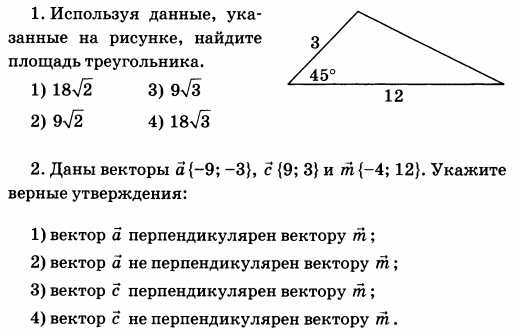 1. Используя данные, ука-
занные на рисунке, найдите
площадь треугольника.
1) 18√2 3) 9√3
2) 9√2 4) 18√3
3
45°
12
2. Даны векторы a⃗ {−9; −3}, c⃗ {9; 3} и m⃗ {−4; 12}. Укажите
верные утверждения:
1) вектор a⃗ перпендикулярен вектору m⃗ ;
2) вектор a⃗ не перпендикулярен вектору m⃗ ;
3) вектор c⃗ перпендикулярен вектору m⃗ ;
4) вектор c⃗ не перпендикулярен вектору m⃗ .